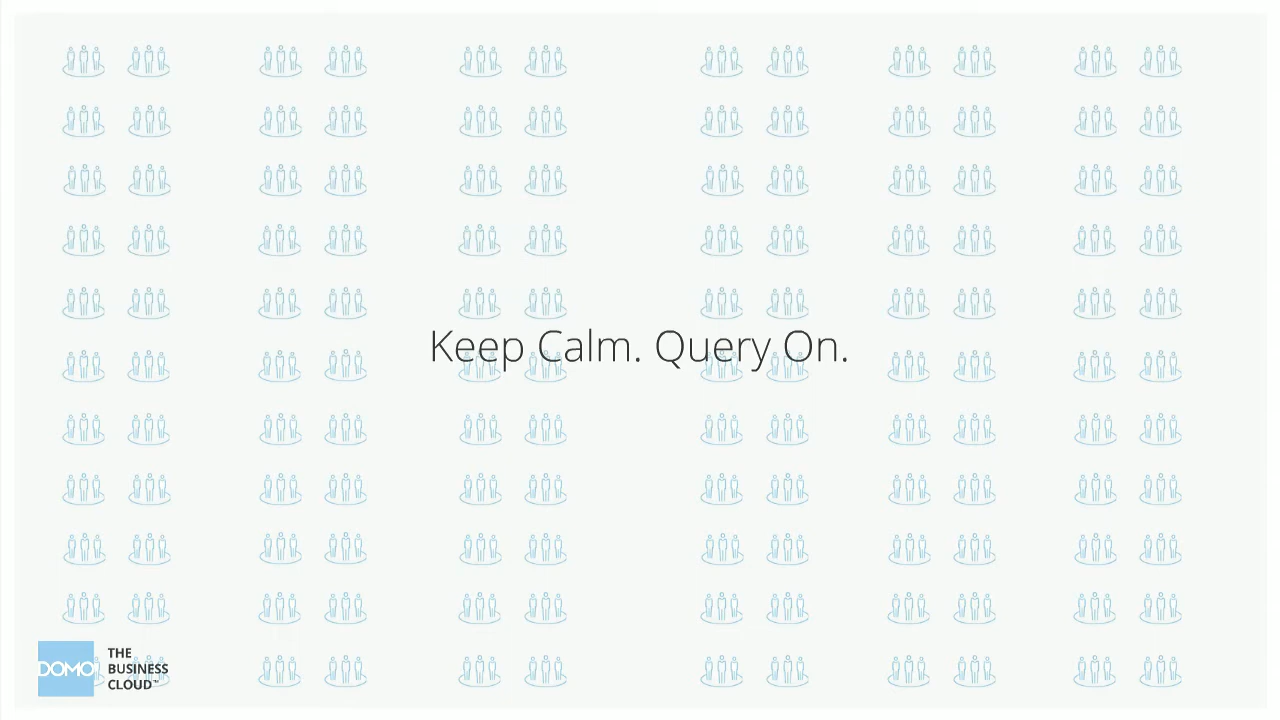 Keep Calm. Query On.
DOMO
THE
BUSINESS
CLOUD™